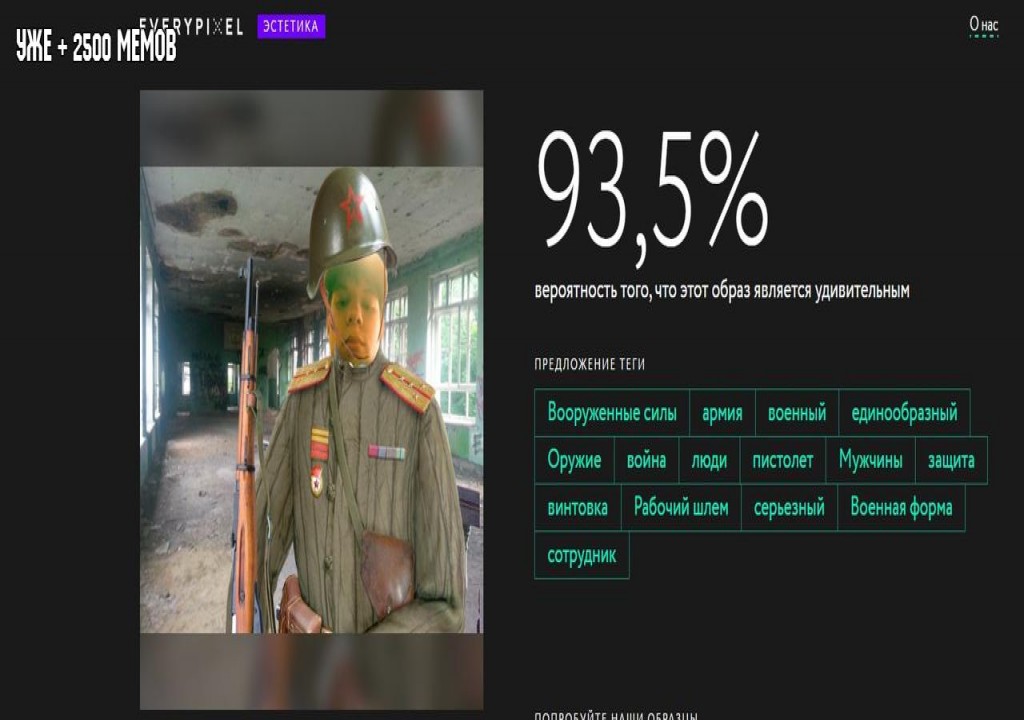 EVERYPIXEL ЭСТЕТИКА
О нас
УЖЕ + 2500 МЕМОВ
93,5%
вероятность того, что этот образ является удивительным
ПРЕДЛОЖЕНИЕ ТЕГИ
Вооруженные силы армия военный единообразный
Оружие война люди пистолет Мужчины защита
винтовка Рабочий шлем серьезный Военная форма
сотрудник
ПОПРОБУЙТЕ НАШИ ОБРАЗЦЫ